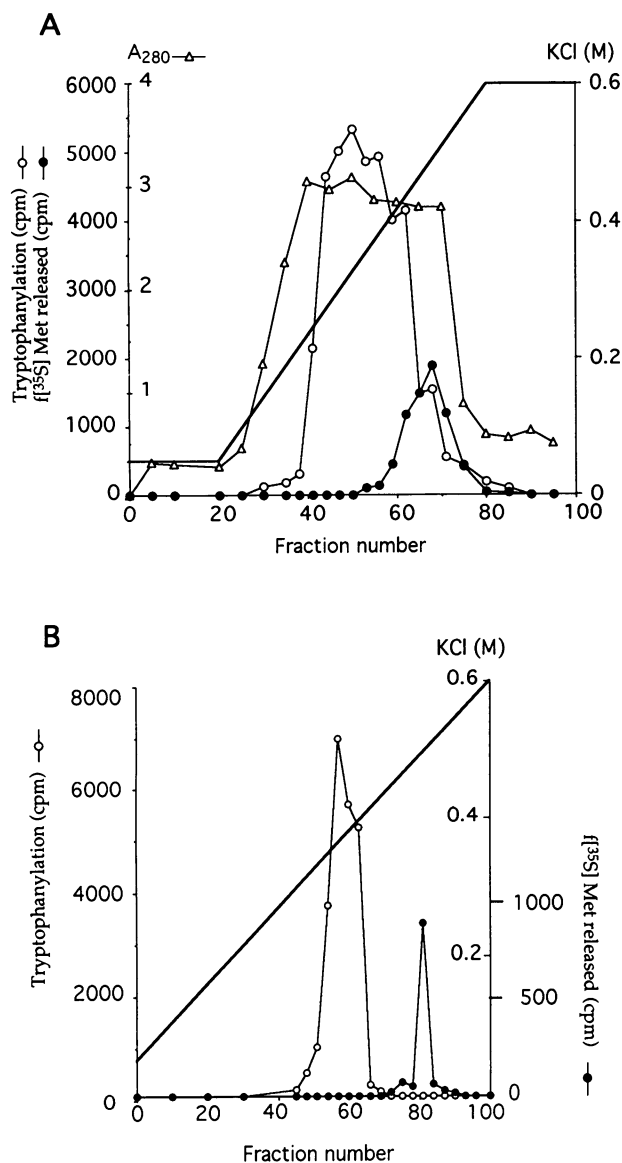 A
A280
KCl (M)
6000
5000
4000
3000
2000
1000
0
4
3
2
1
0.6
0.4
0.2
0
Tryptophanylation (cpm)
f[35S] Met released (cpm)
0 20 40 60 80 100
Fraction number
B
KCl (M)
8000
6000
4000
2000
0
0.6
0.4
0.2
1000
500
0
Tryptophanylation (cpm)
f[35S] Met released (cpm)
0 20 40 60 80 100
Fraction number